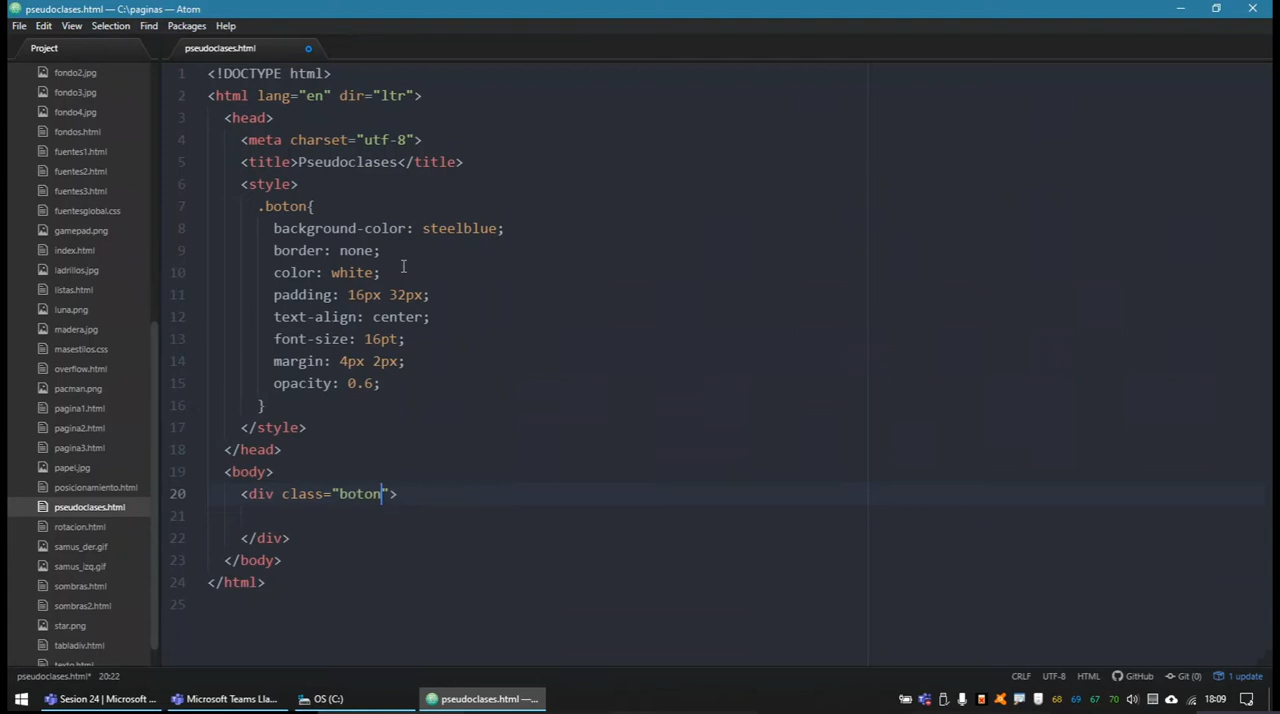 pseudoclases.html — C:\paginas — Atom
File Edit View Selection Find Packages Help
Project
pseudoclases.html
fondo2.jpg
fondo3.jpg
fondo4.jpg
fondos.html
fuentes1.html
fuentes2.html
fuentes3.html
fuentesglobal.css
gamepad.png
index.html
ladrillos.jpg
listas.html
luna.png
madera.jpg
masestilos.css
overflow.html
pacman.png
pagina1.html
pagina2.html
pagina3.html
papel.jpg
posicionamiento.html
pseudoclases.html
rotacion.html
samus_der.gif
samus_izq.gif
sombras.html
sombras2.html
star.png
tabladiv.html
texto.html
1 <!DOCTYPE html>
2 <html lang="en" dir="ltr">
3 <head>
4 <meta charset="utf-8">
5 <title>Pseudoclases</title>
6 <style>
7 .boton{
8 background-color: steelblue;
9 border: none;
10 color: white;
11 padding: 16px 32px;
12 text-align: center;
13 font-size: 16pt;
14 margin: 4px 2px;
15 opacity: 0.6;
16 }
17 </style>
18 </head>
19 <body>
20 <div class="boton">
21
22 </div>
23 </body>
24 </html>
25
pseudoclases.html* 20:22 CRLF UTF-8 HTML GitHub Git (0) 1 update
Sesion 24 | Microsoft ... Microsoft Teams Lla... OS (C:) pseudoclases.html —... 68 69 67 70 18:09